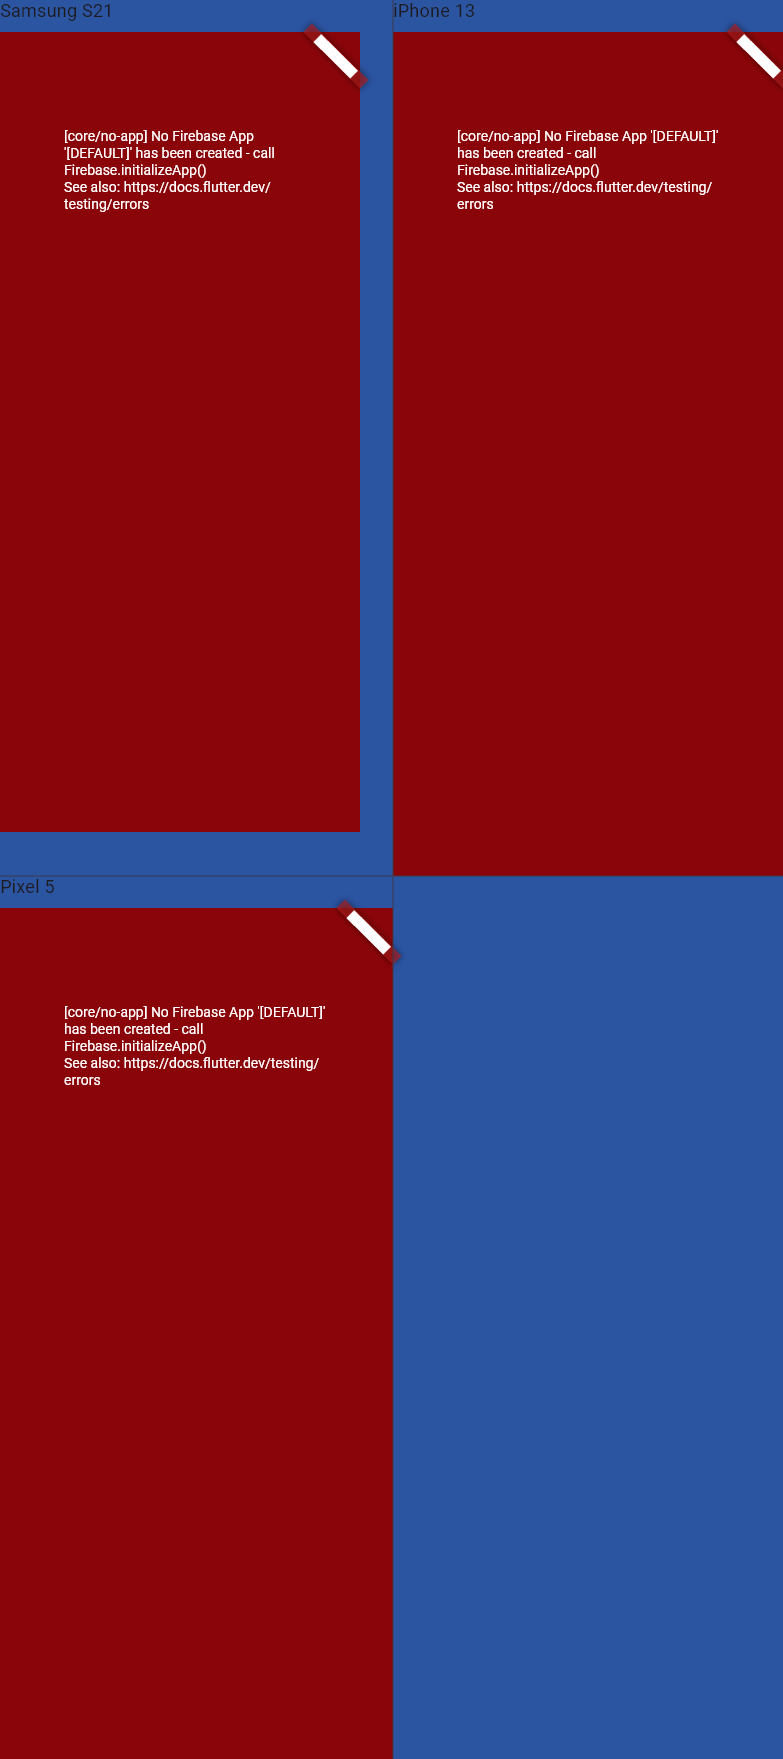 Samsung S21
[core/no-app] No Firebase App
'[DEFAULT]' has been created - call
Firebase.initializeApp()
See also: https://docs.flutter.dev/
testing/errors
iPhone 13
[core/no-app] No Firebase App '[DEFAULT]'
has been created - call
Firebase.initializeApp()
See also: https://docs.flutter.dev/testing/
errors
Pixel 5
[core/no-app] No Firebase App '[DEFAULT]'
has been created - call
Firebase.initializeApp()
See also: https://docs.flutter.dev/testing/
errors